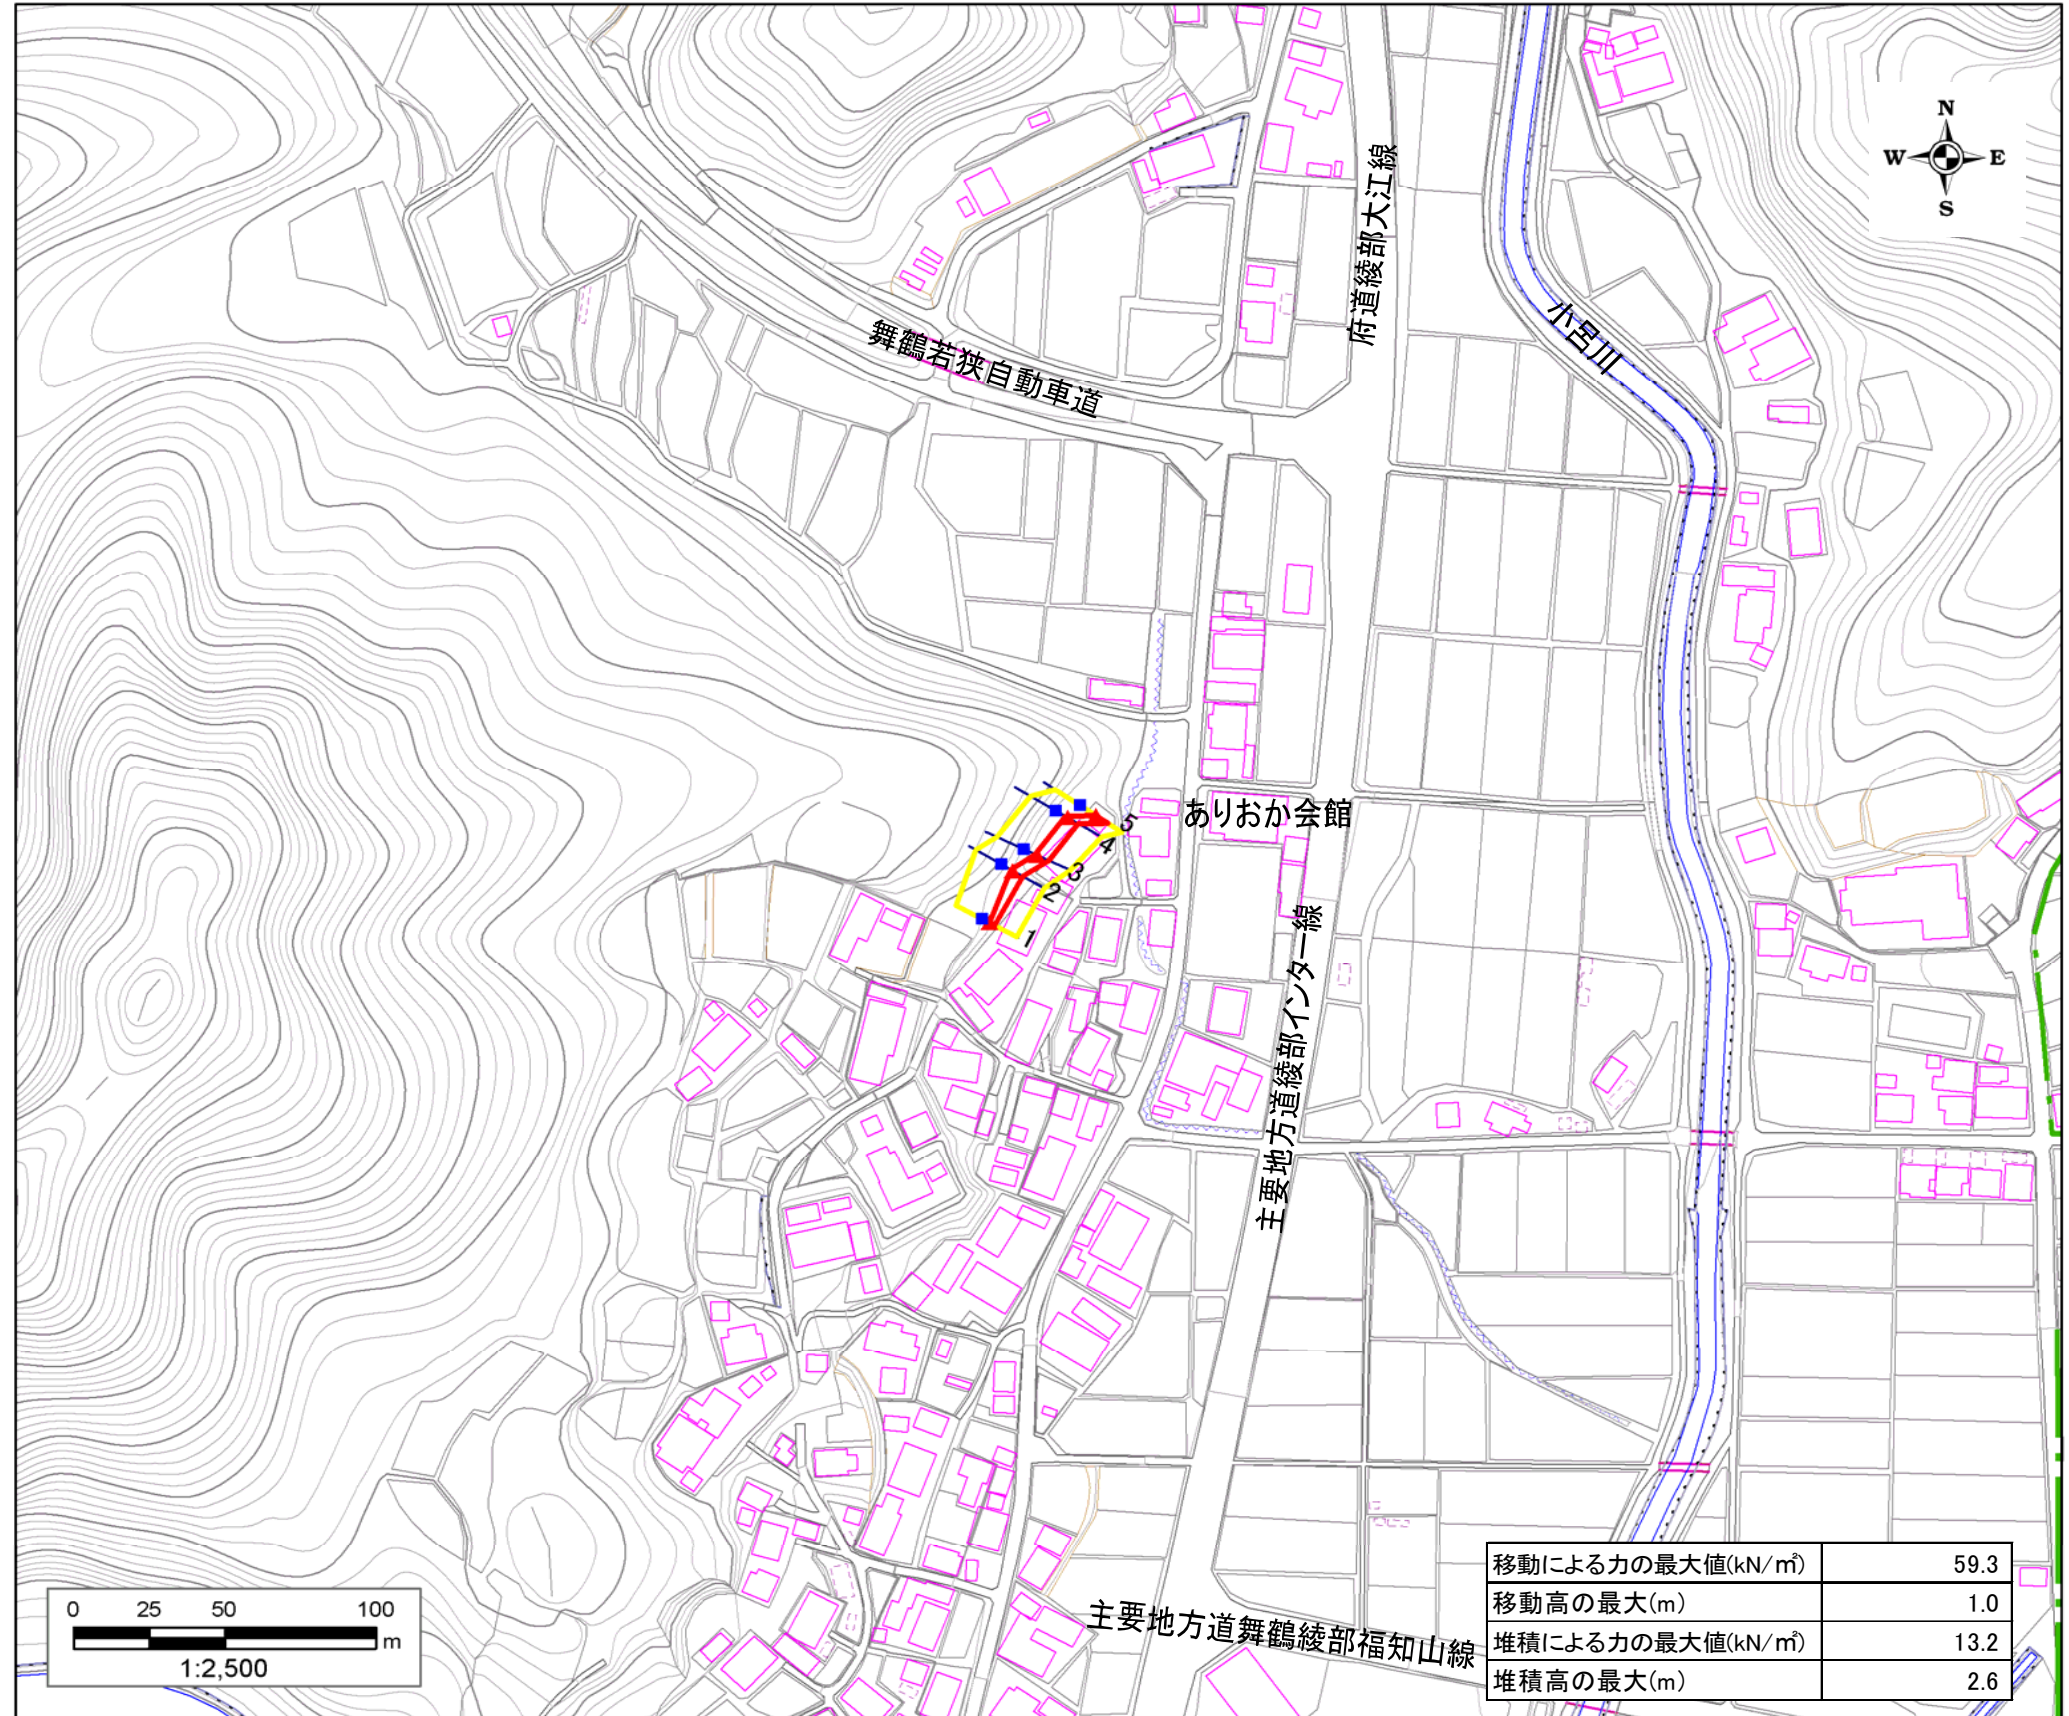 N
W E
S
府道綾部大江線
小呂川
舞鶴若狭自動車道
ありおか会館
5
4
3
2
1
主要地方道綾部インター線
主要地方道舞鶴綾部福知山線
0 25 50 100
m
1:2,500
移動による力の最大値(kN/㎡) 59.3
移動高の最大(m) 1.0
堆積による力の最大値(kN/㎡) 13.2
堆積高の最大(m) 2.6